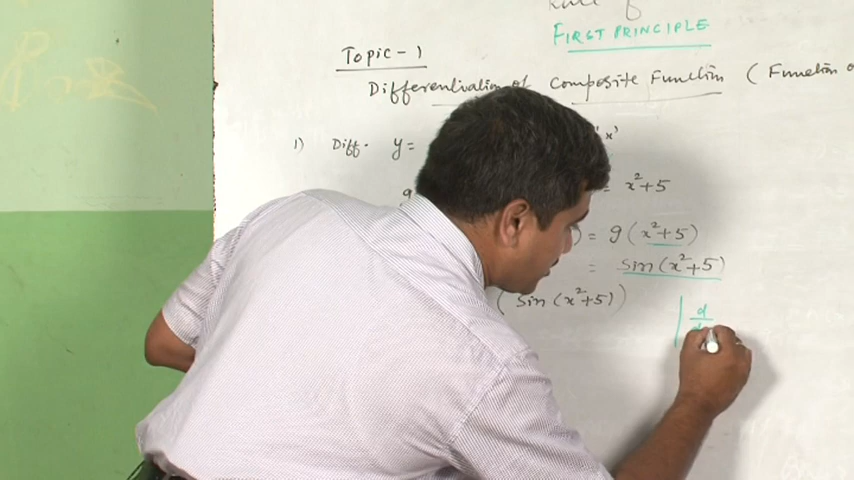 Rule of
FIRST PRINCIPLE
Topic-1
Differentiation of Composite Function ( Function o
1) Diff. y = 'x'
= x²+5
) = g (x²+5)
= sin (x²+5)
( sin (x²+5) )
d